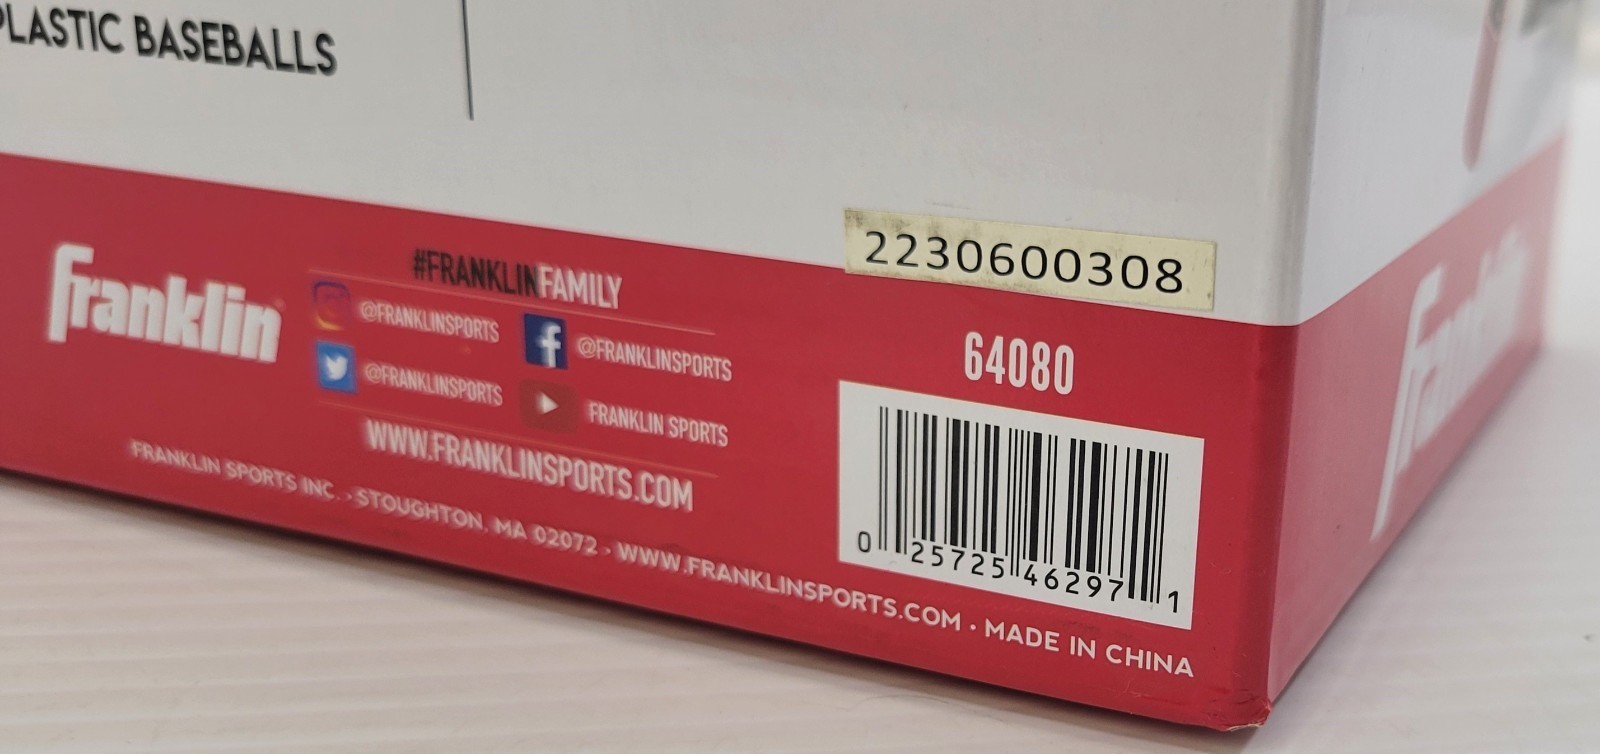 PLASTIC BASEBALLS
2230600308
franklin
#FRANKLINFAMILY
@FRANKLINSPORTS
@FRANKLINSPORTS
@FRANKLINSPORTS
FRANKLIN SPORTS
WWW.FRANKLINSPORTS.COM
64080
0 25725 46297 1
FRANKLIN SPORTS INC. · STOUGHTON, MA 02072 · WWW.FRANKLINSPORTS.COM · MADE IN CHINA
franklin